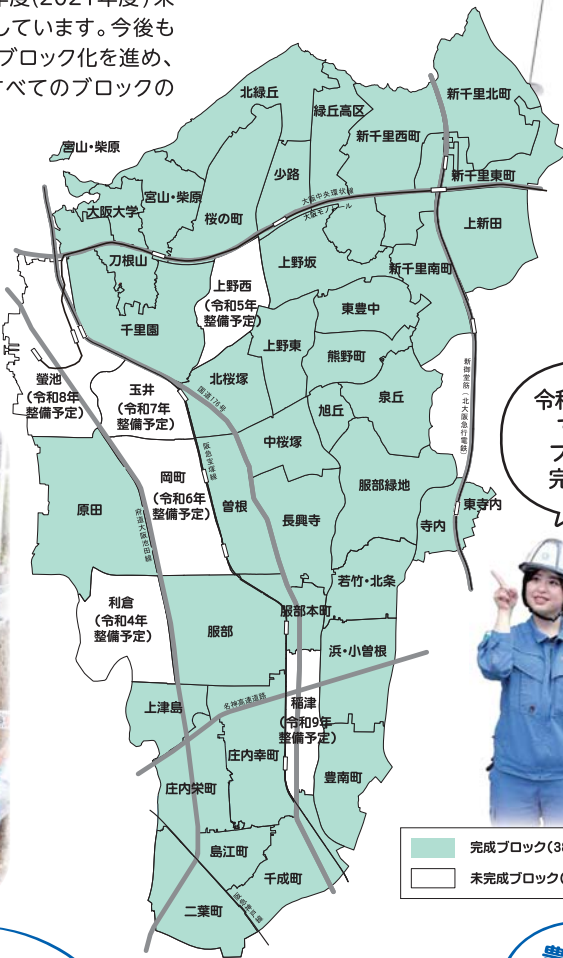 年度(2021年度)末
しています。今後も
ブロック化を進め、
すべてのブロックの
北緑丘
緑丘高区
新千里北町
新千里西町
宮山・柴原
少路
新千里東町
宮山・柴原
大阪中央環状線
大阪モノレール
大阪大学
桜の町
上新田
刀根山
上野坂
新千里南町
上野西
(令和5年
整備予定)
東豊中
千里園
上野東
熊野町
新御堂筋(北大阪急行電鉄)
螢池
(令和8年
整備予定)
玉井
(令和7年
整備予定)
北桜塚
国道176号
旭丘
泉丘
令和
中桜塚
阪急宝塚線
岡町
(令和6年
整備予定)
服部緑地
原田
曽根
長興寺
寺内
東寺内
府道大阪池田線
若竹・北条
利倉
(令和4年
整備予定)
服部本町
服部
浜・小曽根
上津島
名神高速道路
稲津
(令和9年
整備予定)
庄内幸町
豊南町
庄内栄町
島江町
千成町
二葉町
完成ブロック(38
未完成ブロック(